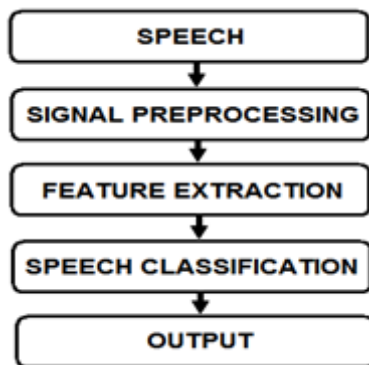 SPEECH
SIGNAL PREPROCESSING
FEATURE EXTRACTION
SPEECH CLASSIFICATION
OUTPUT